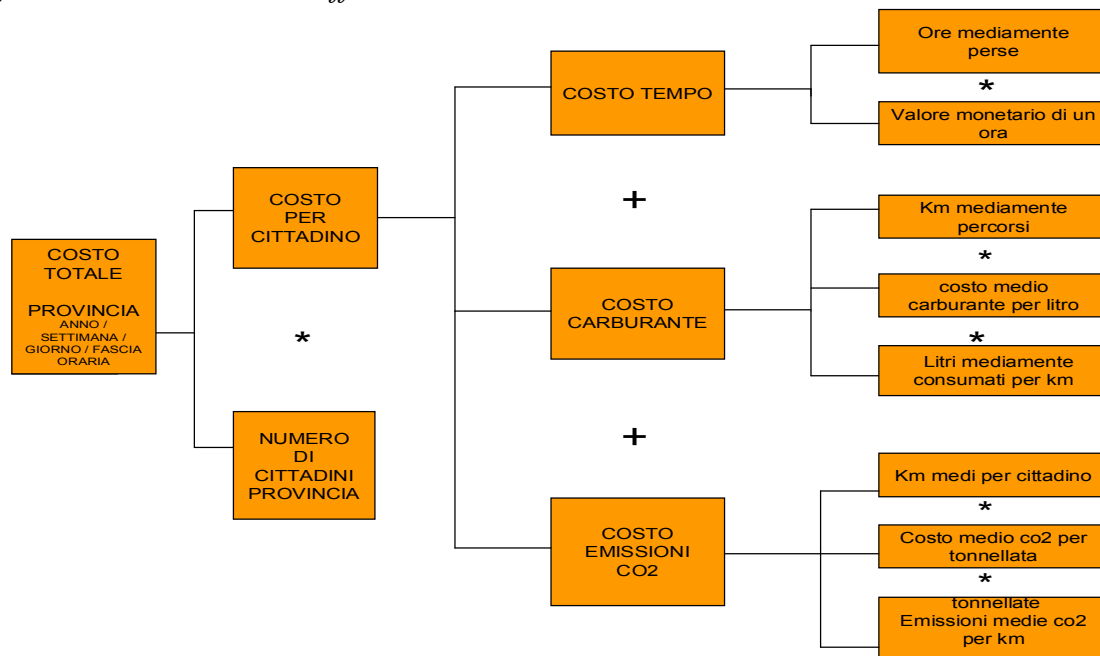 COSTO
TOTALE
PROVINCIA
ANNO /
SETTIMANA /
GIORNO / FASCIA
ORARIA
COSTO
PER
CITTADINO
*
NUMERO
DI
CITTADINI
PROVINCIA
COSTO TEMPO
+
COSTO
CARBURANTE
+
COSTO
EMISSIONI
CO2
Ore mediamente
perse
*
Valore monetario di un
ora
Km mediamente
percorsi
*
costo medio
carburante per litro
*
Litri mediamente
consumati per km
Km medi per cittadino
*
Costo medio co2 per
tonnellata
*
tonnellate
Emissioni medie co2
per km